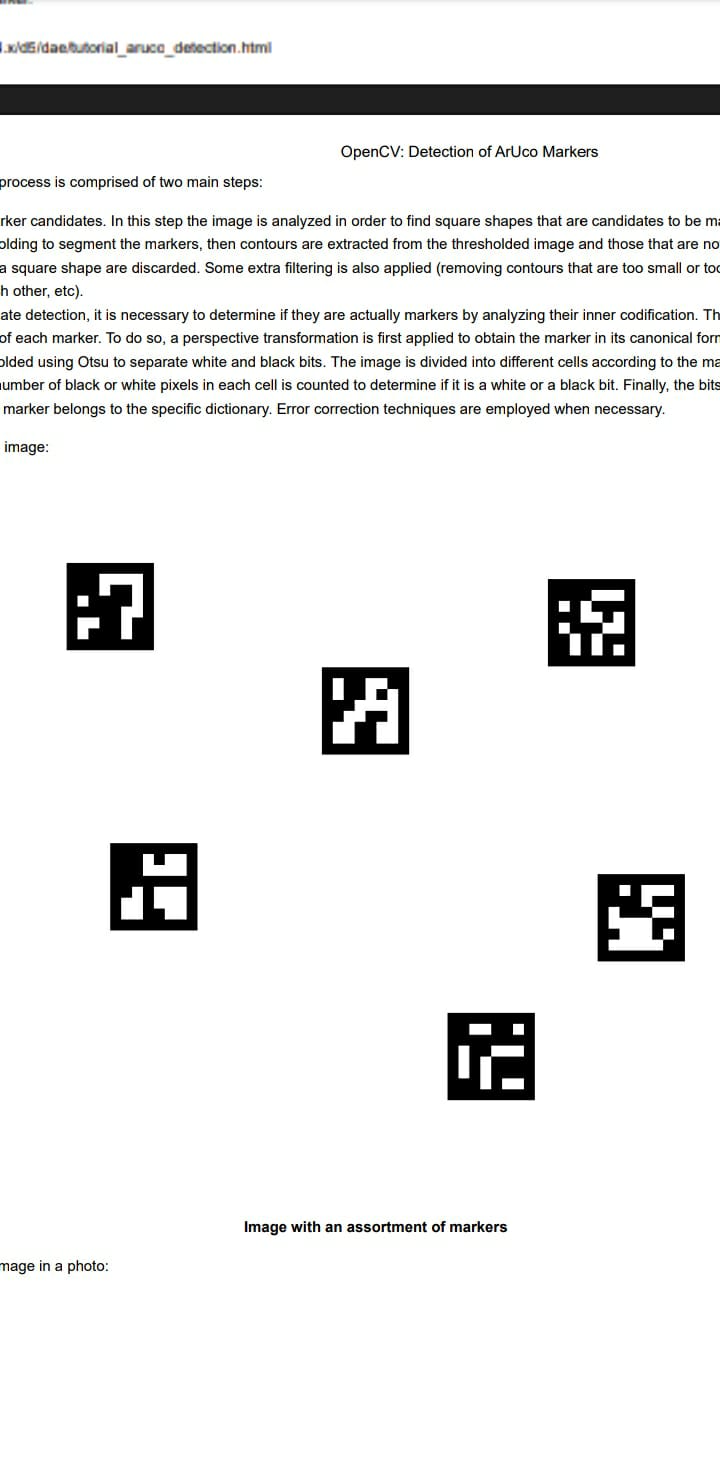 .x/d5/dae/tutorial_aruco_detection.html
OpenCV: Detection of ArUco Markers
process is comprised of two main steps:
rker candidates. In this step the image is analyzed in order to find square shapes that are candidates to be ma
olding to segment the markers, then contours are extracted from the thresholded image and those that are no
a square shape are discarded. Some extra filtering is also applied (removing contours that are too small or too
h other, etc).
ate detection, it is necessary to determine if they are actually markers by analyzing their inner codification. Th
of each marker. To do so, a perspective transformation is first applied to obtain the marker in its canonical form
olded using Otsu to separate white and black bits. The image is divided into different cells according to the ma
number of black or white pixels in each cell is counted to determine if it is a white or a black bit. Finally, the bits
marker belongs to the specific dictionary. Error correction techniques are employed when necessary.
image:
Image with an assortment of markers
mage in a photo: